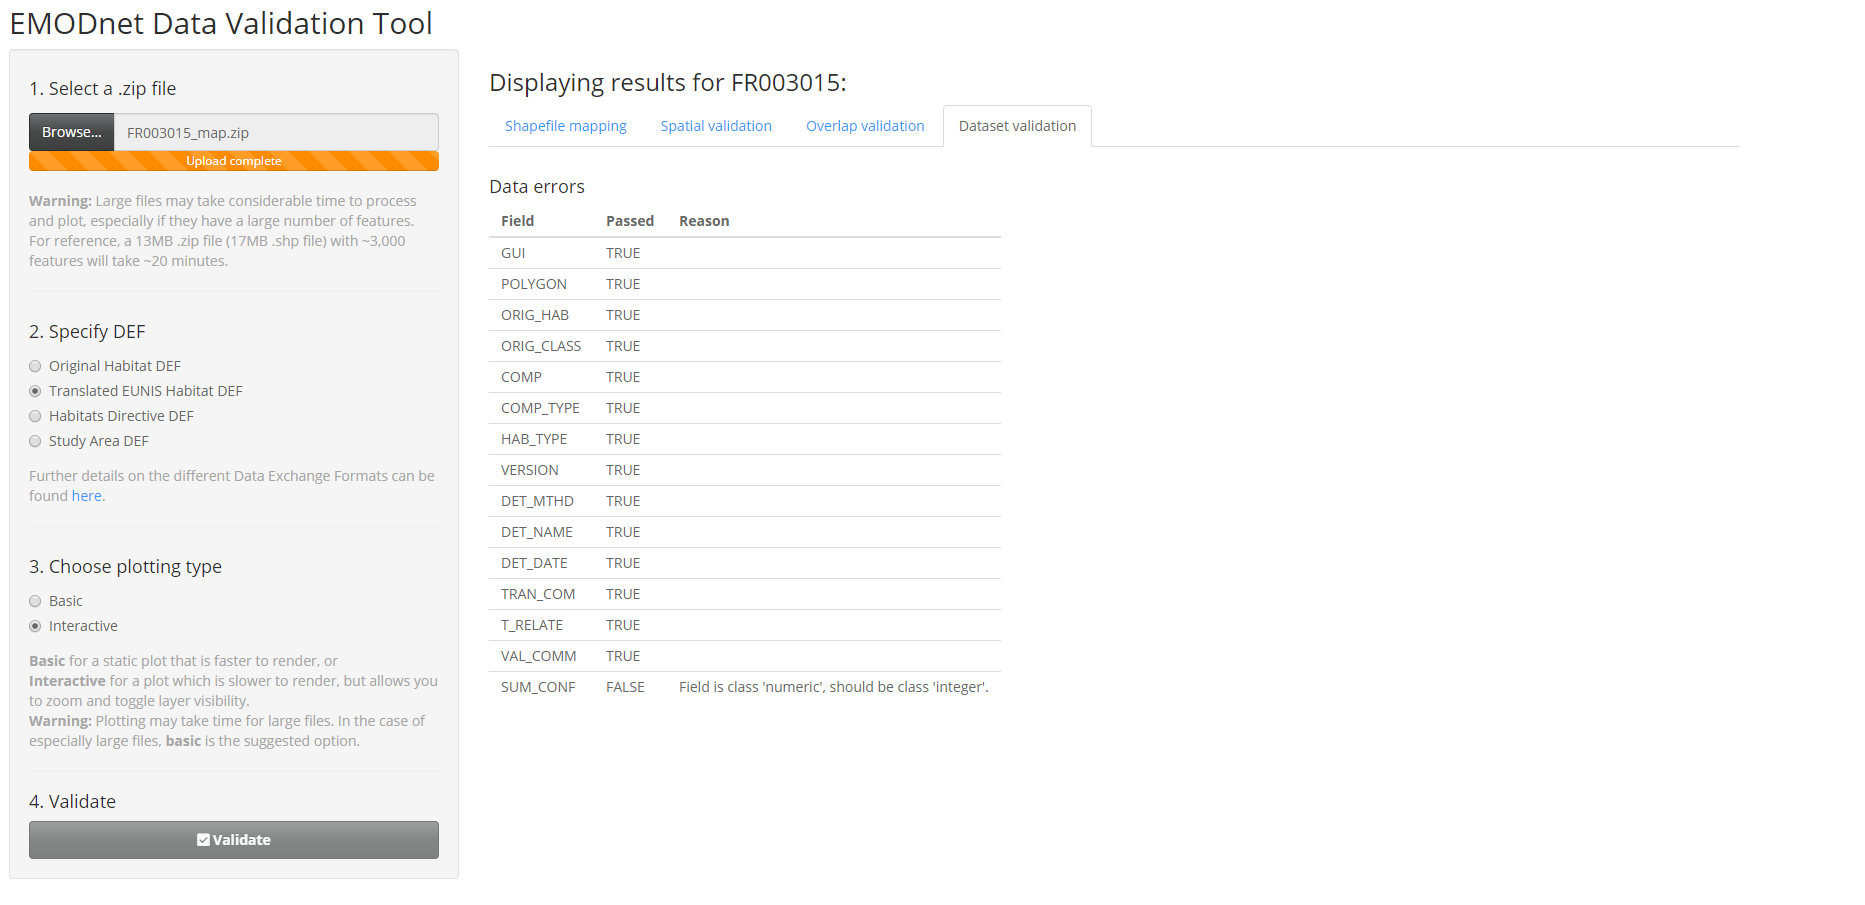 EMODnet Data Validation Tool
1. Select a .zip file
Browse... FR003015_map.zip
Upload complete
Warning: Large files may take considerable time to process
and plot, especially if they have a large number of features.
For reference, a 13MB .zip file (17MB .shp file) with ~3,000
features will take ~20 minutes.
2. Specify DEF
Original Habitat DEF
Translated EUNIS Habitat DEF
Habitats Directive DEF
Study Area DEF
Further details on the different Data Exchange Formats can be
found here.
3. Choose plotting type
Basic
Interactive
Basic for a static plot that is faster to render, or
Interactive for a plot which is slower to render, but allows you
to zoom and toggle layer visibility.
Warning: Plotting may take time for large files. In the case of
especially large files, basic is the suggested option.
4. Validate
Validate
Displaying results for FR003015:
Shapefile mapping Spatial validation Overlap validation Dataset validation
Data errors
Field Passed Reason
GUI TRUE
POLYGON TRUE
ORIG_HAB TRUE
ORIG_CLASS TRUE
COMP TRUE
COMP_TYPE TRUE
HAB_TYPE TRUE
VERSION TRUE
DET_MTHD TRUE
DET_NAME TRUE
DET_DATE TRUE
TRAN_COM TRUE
T_RELATE TRUE
VAL_COMM TRUE
SUM_CONF FALSE Field is class 'numeric', should be class 'integer'.